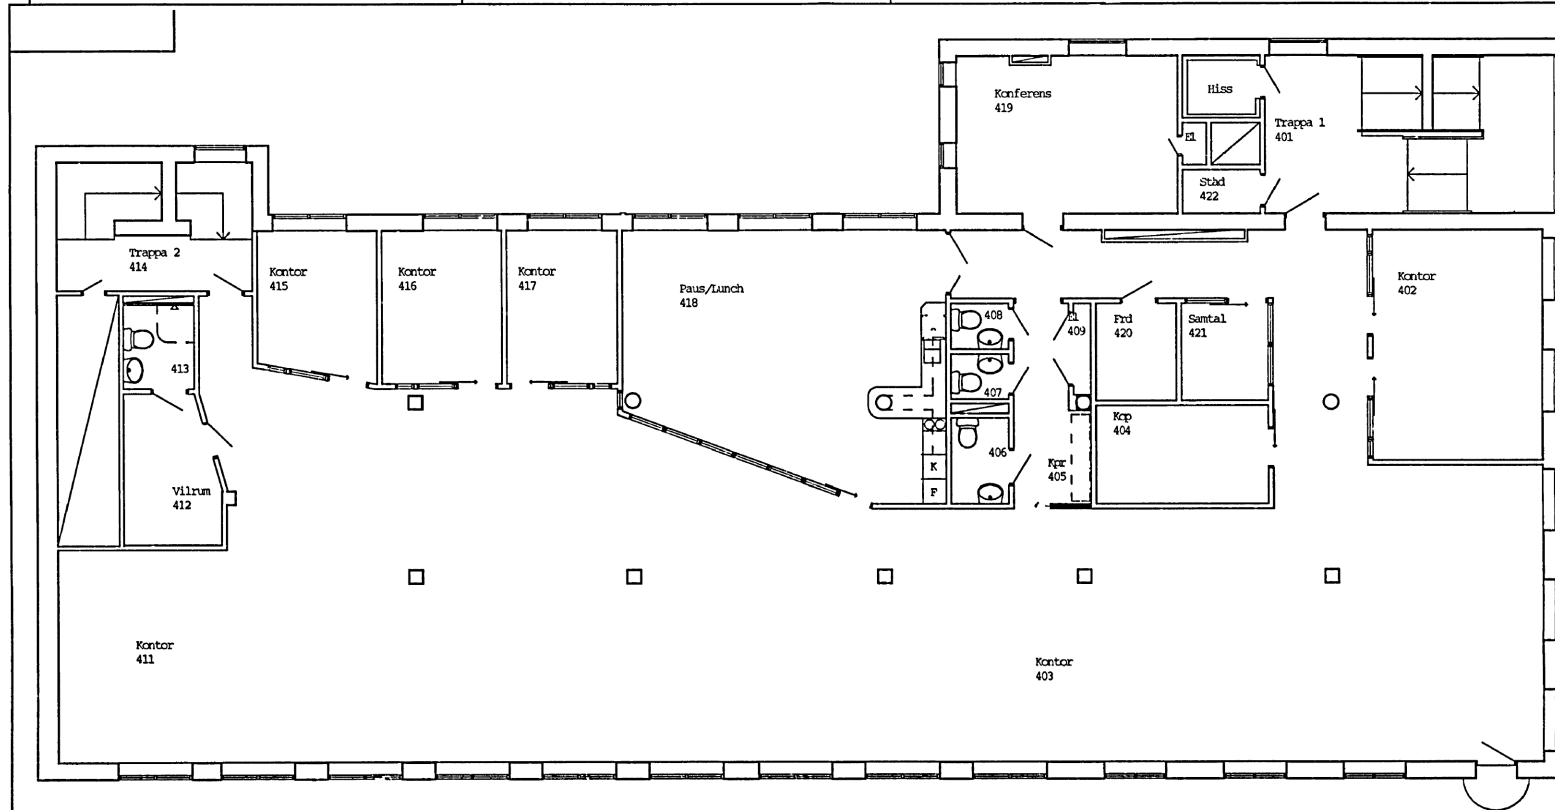 Konferens
419
Hiss
El
Trappa 1
401
Städ
422
Trappa 2
414
Kontor
415
Kontor
416
Kontor
417
Paus/Lunch
418
Kontor
402
408
El
409
Frd
420
Samtal
421
413
407
Kop
404
406
Kpr
405
K
F
Vilrum
412
Kontor
411
Kontor
403